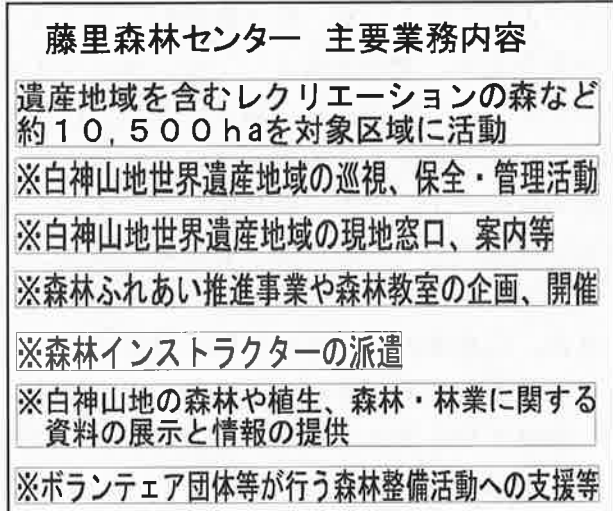 藤里森林センター 主要業務内容
遺産地域を含むレクリエーションの森など
約10,500haを対象区域に活動
※白神山地世界遺産地域の巡視、保全・管理活動
※白神山地世界遺産地域の現地窓口、案内等
※森林ふれあい推進事業や森林教室の企画、開催
※森林インストラクターの派遣
※白神山地の森林や植生、森林・林業に関する
資料の展示と情報の提供
※ボランテェア団体等が行う森林整備活動への支援等